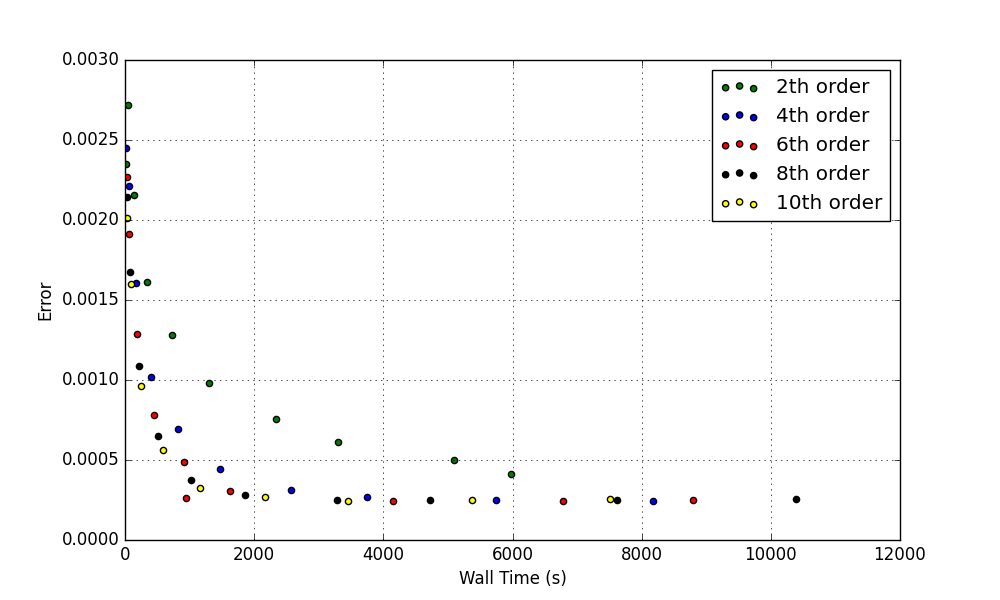 0.0030
0.0025
0.0020
0.0015
0.0010
0.0005
0.0000
Error
0 2000 4000 6000 8000 10000 12000
Wall Time (s)
2th order
4th order
6th order
8th order
10th order